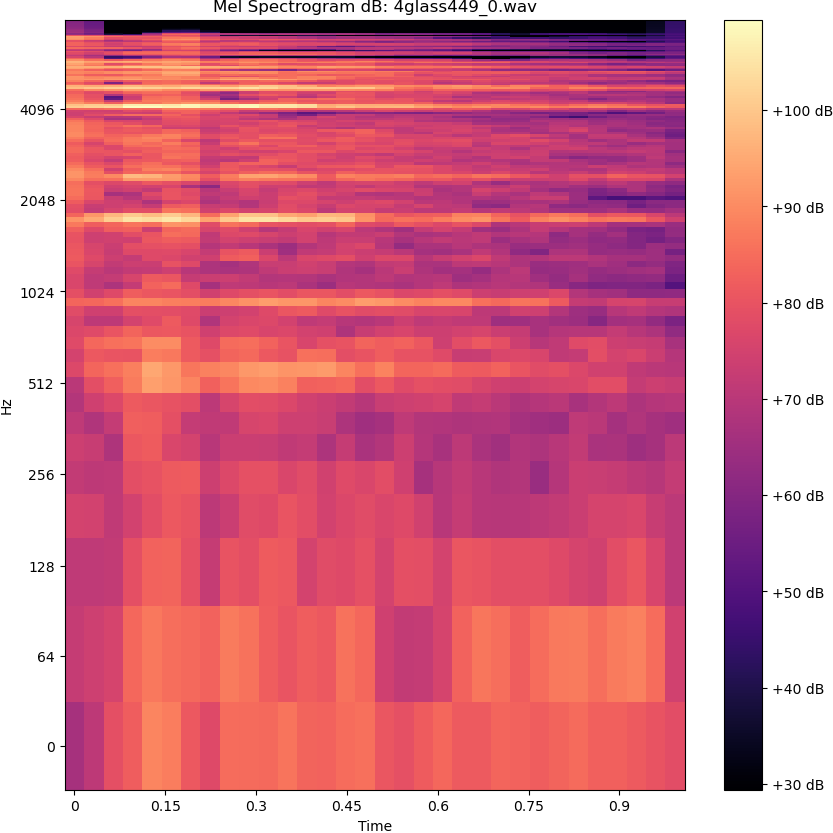 Mel Spectrogram dB: 4glass449_0.wav
Hz
4096
2048
1024
512
256
128
64
0
0 0.15 0.3 0.45 0.6 0.75 0.9
Time
+100 dB
+90 dB
+80 dB
+70 dB
+60 dB
+50 dB
+40 dB
+30 dB